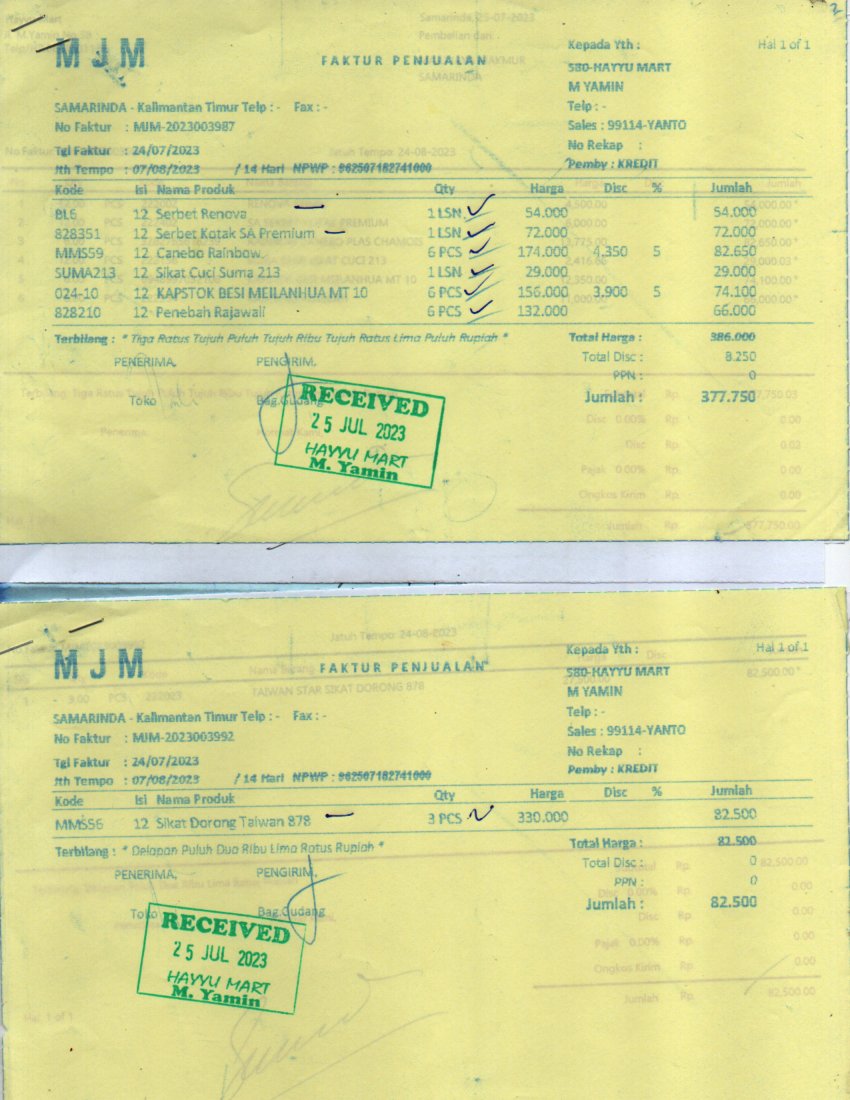 MJM
FAKTUR PENJUALAN
Kepada Yth :
Hal 1 of 1
580-HAYYU MART
M YAMIN
SAMARINDA - Kalimantan Timur Telp : - Fax : -
Telp : -
No Faktur : MJM-2023003987
Sales : 99114-YANTO
No Rekap :
Tgl Faktur : 24/07/2023
Jth Tempo : 07/08/2023 / 14 Hari NPWP : 962507182741000
Pemby : KREDIT
Kode Isi Nama Produk Qty Harga Disc % Jumlah
BL6 12 Serbet Renova 1 LSN 54.000 54.000
828351 12 Serbet Kotak SA Premium 1 LSN 72.000 72.000
MMS59 12 Canebo Rainbow. 6 PCS 174.000 4.350 5 82.650
SUMA213 12 Sikat Cuci Suma 213 1 LSN 29.000 29.000
024-10 12 KAPSTOK BESI MEILANHUA MT 10 6 PCS 156.000 3.900 5 74.100
828210 12 Penebah Rajawali 6 PCS 132.000 66.000
Terbilang : * Tiga Ratus Tujuh Puluh Tujuh Ribu Tujuh Ratus Lima Puluh Rupiah *
Total Harga : 386.000
PENERIMA, PENGIRIM,
Total Disc : 8.250
PPN : 0
Toko Bag.Gudang
Jumlah : 377.750
RECEIVED
25 JUL 2023
HAYYU MART
M. Yamin
MJM
FAKTUR PENJUALAN
Kepada Yth :
Hal 1 of 1
580-HAYYU MART
M YAMIN
SAMARINDA - Kalimantan Timur Telp : - Fax : -
Telp : -
No Faktur : MJM-2023003992
Sales : 99114-YANTO
No Rekap :
Tgl Faktur : 24/07/2023
Jth Tempo : 07/08/2023 / 14 Hari NPWP : 962507182741000
Pemby : KREDIT
Kode Isi Nama Produk Qty Harga Disc % Jumlah
MMS56 12 Sikat Dorong Taiwan 878 3 PCS 330.000 82.500
Terbilang : * Delapan Puluh Dua Ribu Lima Ratus Rupiah *
Total Harga : 82.500
PENERIMA, PENGIRIM,
Total Disc : 0
PPN : 0
Toko Bag.Gudang
Jumlah : 82.500
RECEIVED
25 JUL 2023
HAYYU MART
M. Yamin